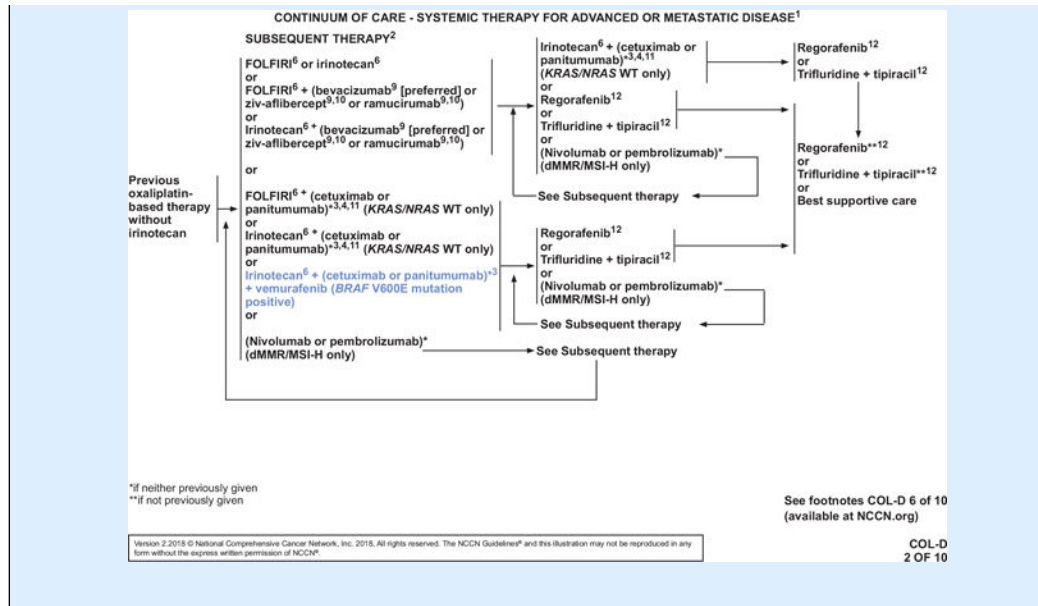 CONTINUUM OF CARE - SYSTEMIC THERAPY FOR ADVANCED OR METASTATIC DISEASE1
SUBSEQUENT THERAPY2
Previous
oxaliplatin-
based therapy
without
irinotecan
FOLFIRI6 or irinotecan6
or
FOLFIRI6 + (bevacizumab9 [preferred] or
ziv-aflibercept9,10 or ramucirumab9,10)
or
Irinotecan6 + (bevacizumab9 [preferred] or
ziv-aflibercept9,10 or ramucirumab9,10)
or
FOLFIRI6 + (cetuximab or
panitumumab)*3,4,11 (KRAS/NRAS WT only)
or
Irinotecan6 + (cetuximab or
panitumumab)*3,4,11 (KRAS/NRAS WT only)
or
Irinotecan6 + (cetuximab or panitumumab)*3
+ vemurafenib (BRAF V600E mutation
positive)
or
(Nivolumab or pembrolizumab)*
(dMMR/MSI-H only)
Irinotecan6 + (cetuximab or
panitumumab)*3,4,11
(KRAS/NRAS WT only)
or
Regorafenib12
or
Trifluridine + tipiracil12
or
(Nivolumab or pembrolizumab)*
(dMMR/MSI-H only)
See Subsequent therapy
Regorafenib12
or
Trifluridine + tipiracil12
or
(Nivolumab or pembrolizumab)*
(dMMR/MSI-H only)
See Subsequent therapy
See Subsequent therapy
Regorafenib12
or
Trifluridine + tipiracil12
Regorafenib**12
or
Trifluridine + tipiracil**12
or
Best supportive care
*if neither previously given
**if not previously given
See footnotes COL-D 6 of 10
(available at NCCN.org)
Version 2.2018 © National Comprehensive Cancer Network, Inc. 2018, All rights reserved. The NCCN Guidelines® and this illustration may not be reproduced in any
form without the express written permission of NCCN®.
COL-D
2 OF 10